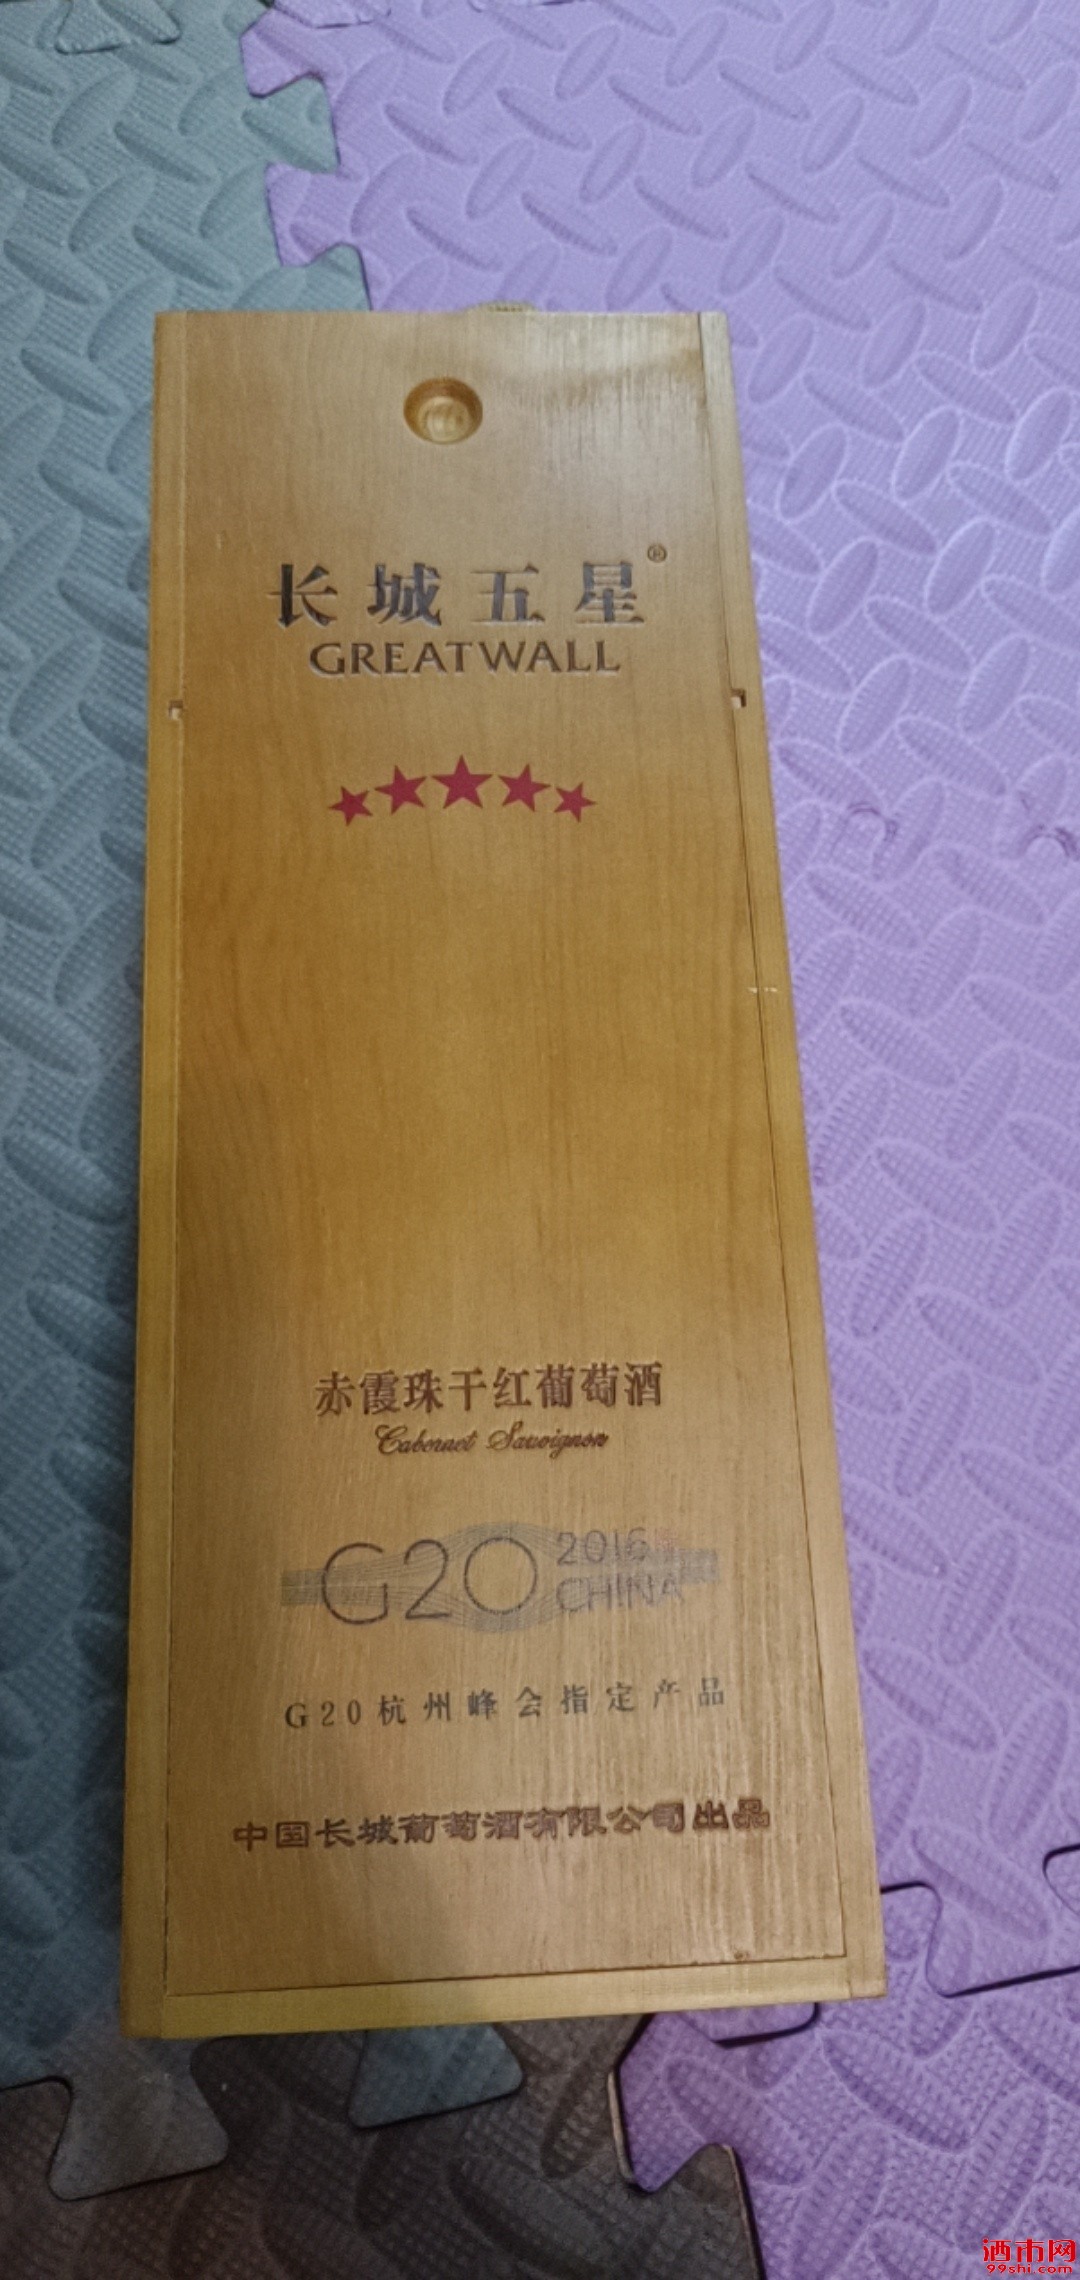 长城五星®
GREATWALL
赤霞珠干红葡萄酒
Cabernet Sauvignon
G20 2016
CHINA
G20杭州峰会指定产品
中国长城葡萄酒有限公司出品
酒市网
99shi.com